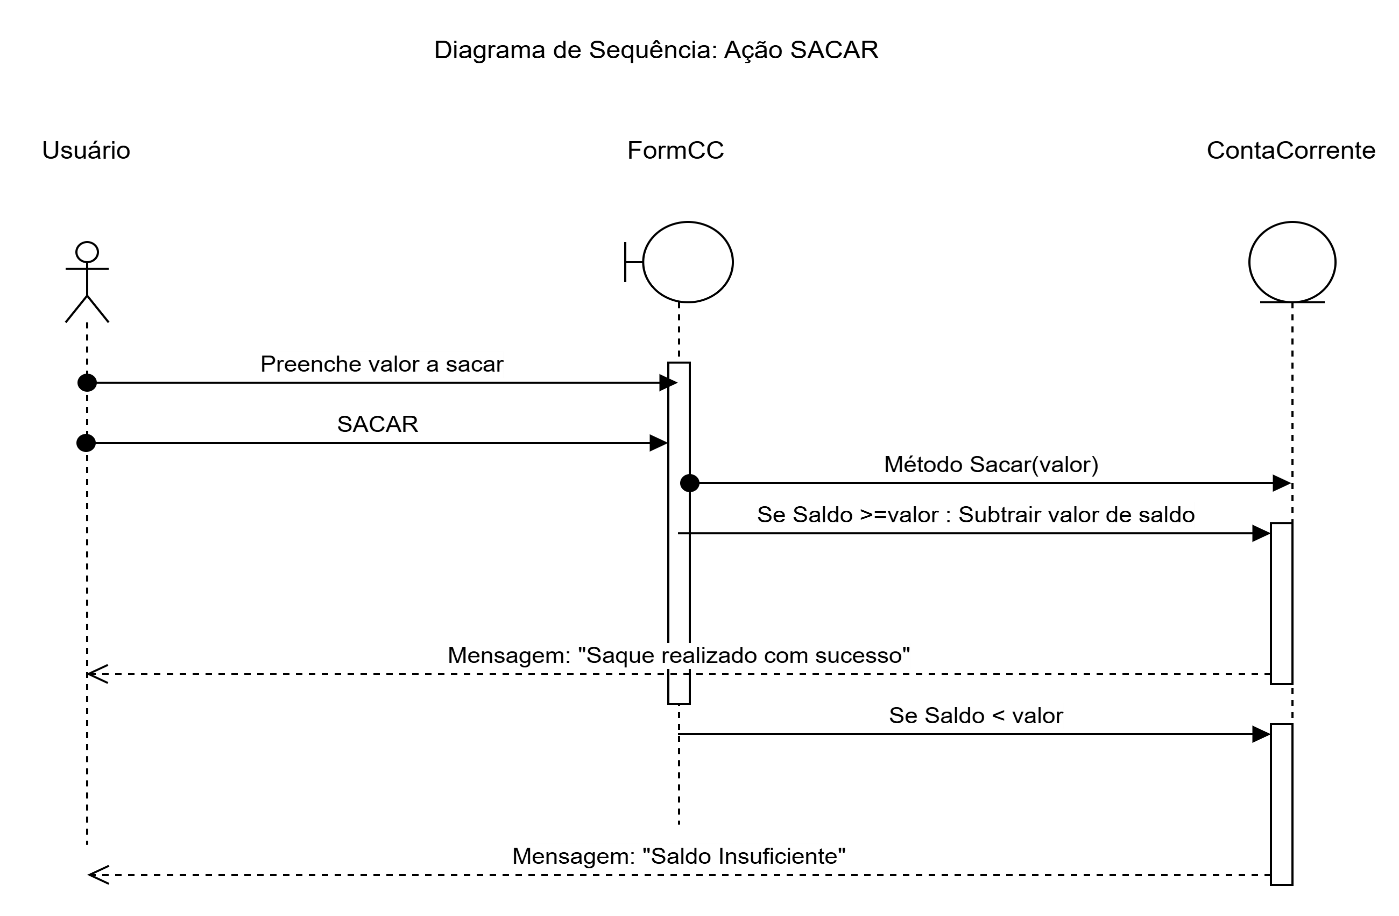 Diagrama de Sequência: Ação SACAR
Usuário
FormCC
ContaCorrente
Preenche valor a sacar
SACAR
Método Sacar(valor)
Se Saldo >=valor : Subtrair valor de saldo
Mensagem: "Saque realizado com sucesso"
Se Saldo < valor
Mensagem: "Saldo Insuficiente"